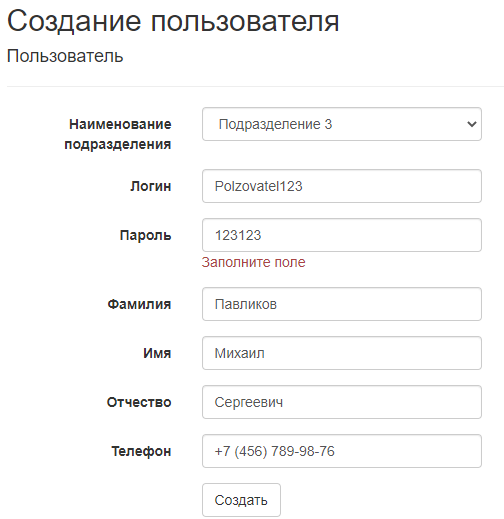 Создание пользователя
Пользователь
Наименование подразделения
Подразделение 3
Логин
Polzovatel123
Пароль
123123
Заполните поле
Фамилия
Павликов
Имя
Михаил
Отчество
Сергеевич
Телефон
+7 (456) 789-98-76
Создать